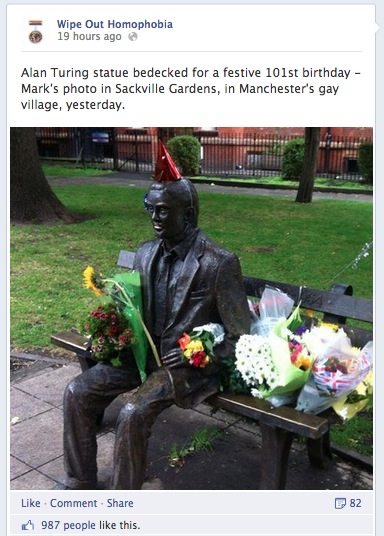 Wipe Out Homophobia
19 hours ago
Alan Turing statue bedecked for a festive 101st birthday –
Mark's photo in Sackville Gardens, in Manchester's gay
village, yesterday.
Like · Comment · Share
82
987 people like this.